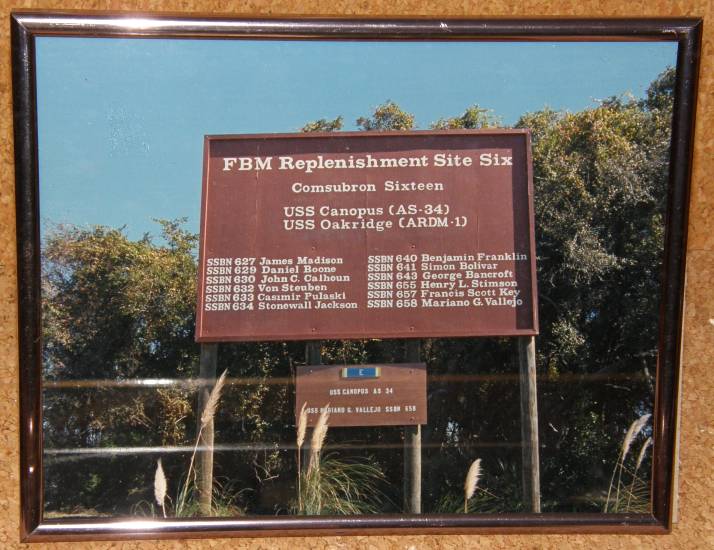 FBM Replenishment Site Six
Comsubron Sixteen
USS Canopus (AS-34)
USS Oakridge (ARDM-1)
SSBN 627 James Madison
SSBN 629 Daniel Boone
SSBN 630 John C. Calhoun
SSBN 632 Von Steuben
SSBN 633 Casimir Pulaski
SSBN 634 Stonewall Jackson
SSBN 640 Benjamin Franklin
SSBN 641 Simon Bolivar
SSBN 643 George Bancroft
SSBN 655 Henry L. Stimson
SSBN 657 Francis Scott Key
SSBN 658 Mariano G. Vallejo
E
USS CANOPUS AS 34
USS MARIANO G. VALLEJO SSBN 658